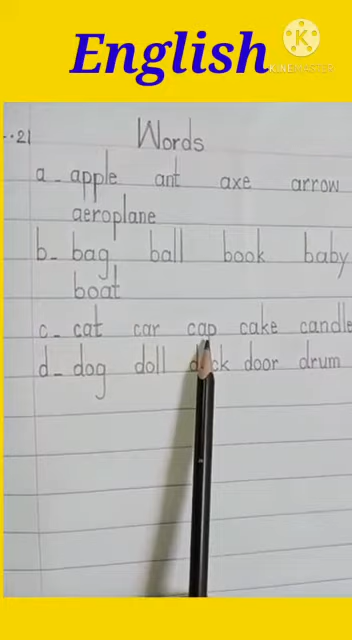 English
KINEMASTER
..21
Words
a - apple ant axe arrow
aeroplane
b - bag ball book baby
boat
c - cat car cap cake candle
d - dog doll door drum